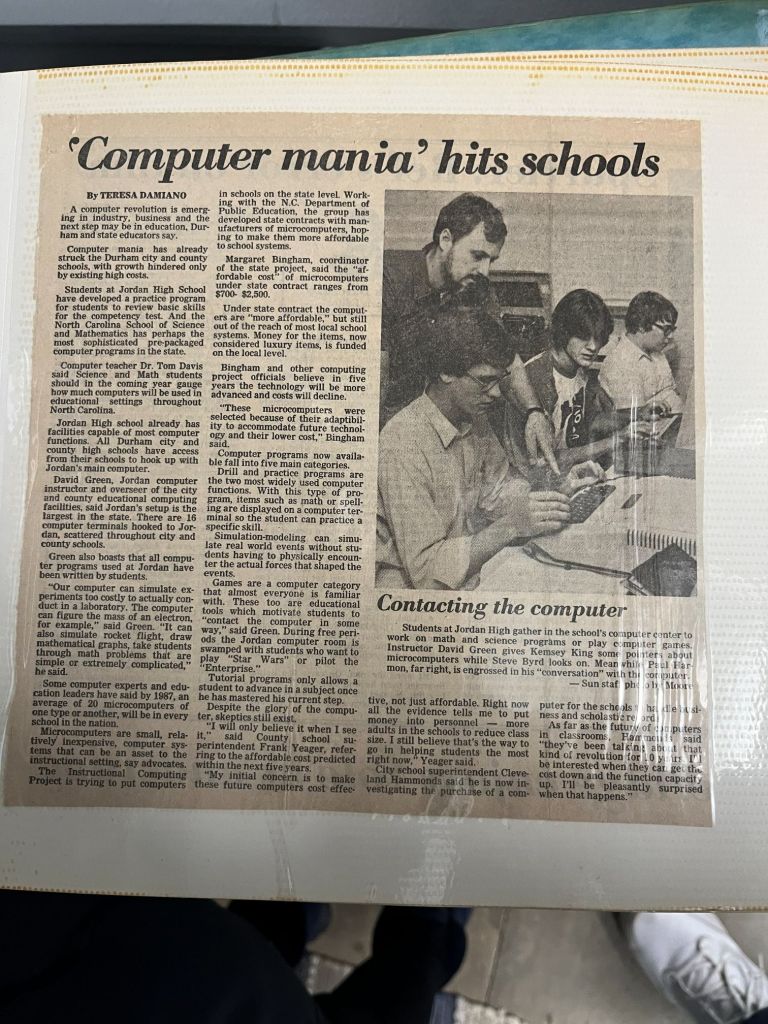 ‘Computer mania’ hits schools
By TERESA DAMIANO
A computer revolution is emerg-
ing in industry, business and the
next step may be in education, Dur-
ham and state educators say.
Computer mania has already
struck the Durham city and county
schools, with growth hindered only
by existing high costs.
Students at Jordan High School
have developed a practice program
for students to review basic skills
for the competency test. And the
North Carolina School of Science
and Mathematics has perhaps the
most sophisticated pre-packaged
computer programs in the state.
Computer teacher Dr. Tom Davis
said Science and Math students
should in the coming year gauge
how much computers will be used in
educational settings throughout
North Carolina.
Jordan High school already has
facilities capable of most computer
functions. All Durham city and
county high schools have access
from their schools to hook up with
Jordan's main computer.
David Green, Jordan computer
instructor and overseer of the city
and county educational computing
facilities, said Jordan's setup is the
largest in the state. There are 16
computer terminals hooked to Jor-
dan, scattered throughout city and
county schools.
Green also boasts that all compu-
ter programs used at Jordan have
been written by students.
“Our computer can simulate ex-
periments too costly to actually con-
duct in a laboratory. The computer
can figure the mass of an electron,
for example,” said Green. “It can
also simulate rocket flight, draw
mathematical graphs, take students
through math problems that are
simple or extremely complicated,”
he said.
Some computer experts and edu-
cation leaders have said by 1987, an
average of 20 microcomputers of
one type or another, will be in every
school in the nation.
Microcomputers are small, rela-
tively inexpensive, computer sys-
tems that can be an asset to the
instructional setting, say advocates.
The Instructional Computing
Project is trying to put computers
in schools on the state level. Work-
ing with the N.C. Department of
Public Education, the group has
developed state contracts with man-
ufacturers of microcomputers, hop-
ing to make them more affordable
to school systems.
Margaret Bingham, coordinator
of the state project, said the “af-
fordable cost” of microcomputers
under state contract ranges from
$700- $2,500.
Under state contract the comput-
ers are “more affordable,” but still
out of the reach of most local school
systems. Money for the items, now
considered luxury items, is funded
on the local level.
Bingham and other computing
project officials believe in five
years the technology will be more
advanced and costs will decline.
“These microcomputers were
selected because of their adaptibil-
ity to accommodate future technol-
ogy and their lower cost,” Bingham
said.
Computer programs now availa-
ble fall into five main categories.
Drill and practice programs are
the two most widely used computer
functions. With this type of pro-
gram, items such as math or spell-
ing are displayed on a computer ter-
minal so the student can practice a
specific skill.
Simulation-modeling can simu-
late real world events without stu-
dents having to physically encoun-
ter the actual forces that shaped the
events.
Games are a computer category
that almost everyone is familiar
with. These too are educational
tools which motivate students to
“contact the computer in some
way,” said Green. During free peri-
ods the Jordan computer room is
swamped with students who want to
play “Star Wars” or pilot the
“Enterprise.”
Tutorial programs only allows a
student to advance in a subject once
he has mastered his current step.
Despite the glory of the compu-
ter, skeptics still exist.
“I will only believe it when I see
it,” said County school su-
perintendent Frank Yeager, refer-
ring to the affordable cost predicted
within the next five years.
“My initial concern is to make
these future computers cost effec-
Contacting the computer
Students at Jordan High gather in the school's computer center to
work on math and science programs or play computer games.
Instructor David Green gives Kemsey King some pointers about
microcomputers while Steve Byrd looks on. Meanwhile Paul Har-
mon, far right, is engrossed in his “conversation” with the computer.
— Sun staff photo by Moore
tive, not just affordable. Right now
all the evidence tells me to put
money into personnel — more
adults in the schools to reduce class
size. I still believe that's the way to
go in helping students the most
right now,” Yeager said.
City school superintendent Cleve-
land Hammonds said he is now in-
vestigating the purchase of a com-
puter for the schools to handle busi-
ness and scholastic records.
As far as the future of computers
in classrooms, said
“they've been talking about that
kind of revolution for years. I'll
be interested when they can get the
cost down and the function capacity
up. I'll be pleasantly surprised
when that happens.”